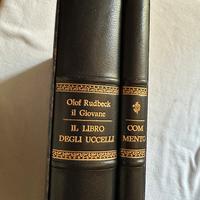 Olof Rudbeck
il Giovane
IL LIBRO
DEGLI UCCELLI
COM
MENTO